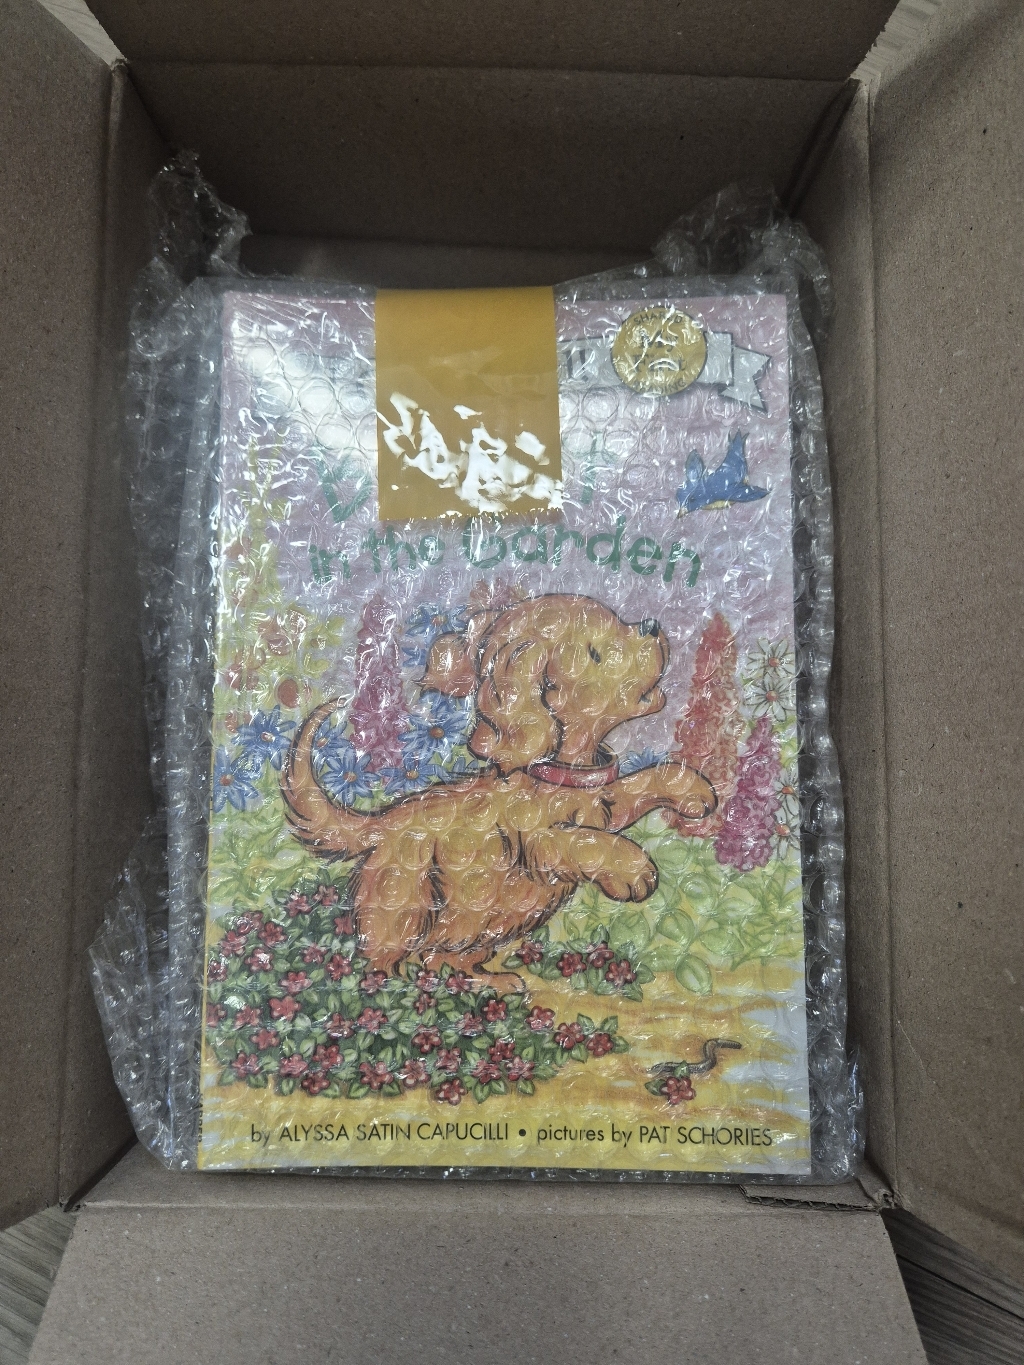 in the Garden
by ALYSSA SATIN CAPUCILLI • pictures by PAT SCHORIES